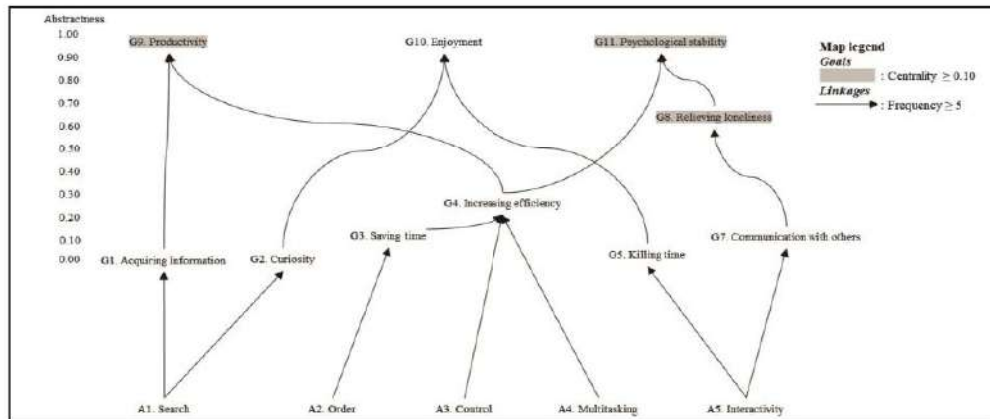 Abstractness
1.00
G9. Productivity
G10. Enjoyment
G11. Psychological stability
0.90
0.80
0.70
0.60
0.50
0.40
0.30
0.20
0.10
0.00
Map legend
Goals
: Centrality ≥ 0.10
Linkages
: Frequency ≥ 5
G8. Relieving loneliness
G4. Increasing efficiency
G3. Saving time
G7. Communication with others
G1. Acquiring Information
G2. Curiosity
G5. Killing time
A1. Search
A2. Order
A3. Control
A4. Multitasking
A5. Interactivity